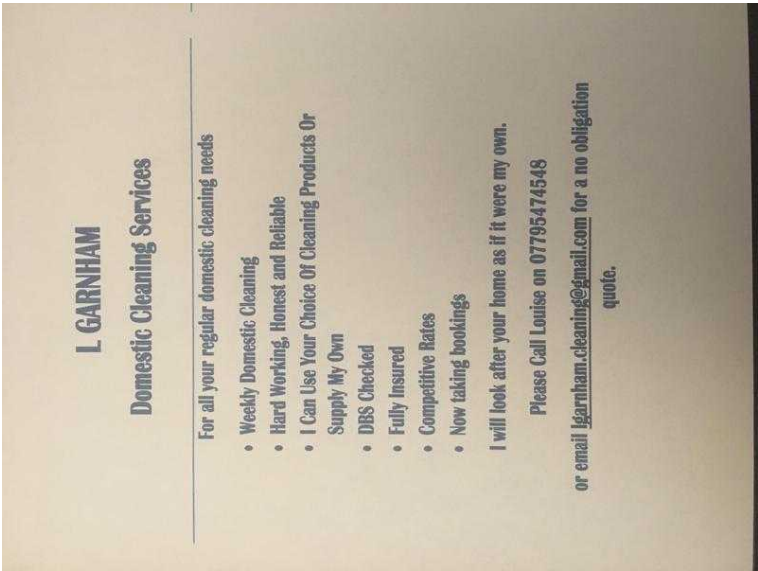 L GARNHAM
Domestic Cleaning Services
For all your regular domestic cleaning needs
• Weekly Domestic Cleaning
• Hard Working, Honest and Reliable
• I Can Use Your Choice Of Cleaning Products Or
Supply My Own
• DBS Checked
• Fully Insured
• Competitive Rates
• Now taking bookings
I will look after your home as if it were my own.
Please Call Louise on 07795474548
or email lgarnham.cleaning@gmail.com for a no obligation
quote.